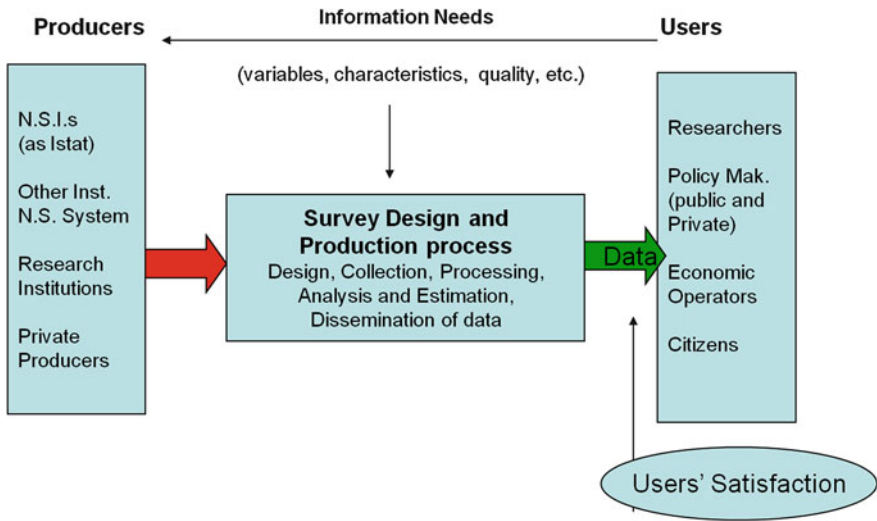 Information Needs
Producers
Users
(variables, characteristics, quality, etc.)
N.S.I.s
(as Istat)
Other Inst.
N.S. System
Research
Institutions
Private
Producers
Survey Design and
Production process
Design, Collection, Processing,
Analysis and Estimation,
Dissemination of data
Data
Researchers
Policy Mak.
(public and
Private)
Economic
Operators
Citizens
Users' Satisfaction